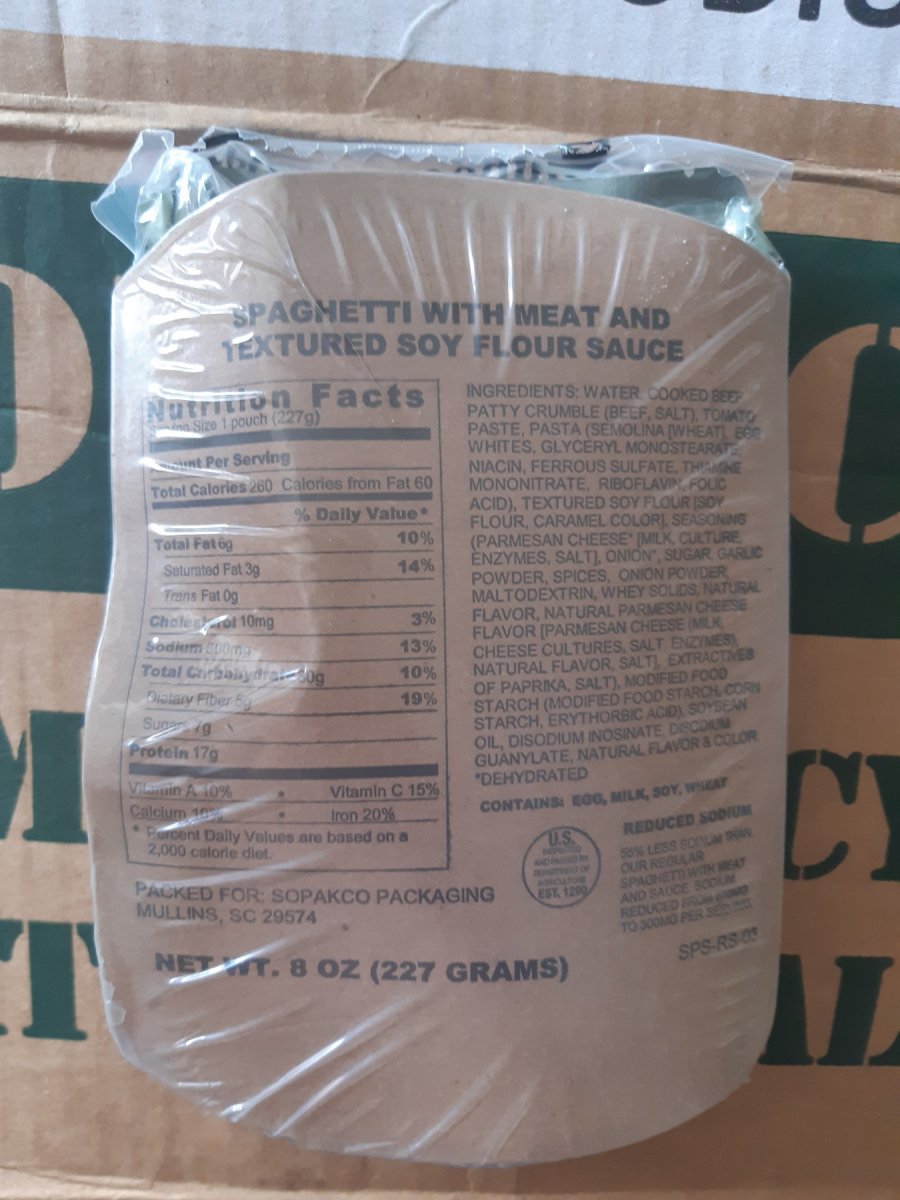 SPAGHETTI WITH MEAT AND
TEXTURED SOY FLOUR SAUCE
Nutrition Facts
Serving Size 1 pouch (227g)
Amount Per Serving
Total Calories 260 Calories from Fat 60
% Daily Value*
Total Fat 6g 10%
Saturated Fat 3g 14%
Trans Fat 0g
Cholesterol 10mg 3%
Sodium 300mg 13%
Total Carbohydrate 30g 10%
Dietary Fiber 5g 19%
Sugars 7g
Protein 17g
Vitamin A 10% • Vitamin C 15%
Calcium 10% • Iron 20%
* Percent Daily Values are based on a
2,000 calorie diet.
INGREDIENTS: WATER, COOKED BEEF
PATTY CRUMBLE (BEEF, SALT), TOMATO
PASTE, PASTA (SEMOLINA [WHEAT], EGG
WHITES, GLYCERYL MONOSTEARATE,
NIACIN, FERROUS SULFATE, THIAMINE
MONONITRATE, RIBOFLAVIN, FOLIC
ACID), TEXTURED SOY FLOUR [SOY
FLOUR, CARAMEL COLOR], SEASONING
(PARMESAN CHEESE* [MILK, CULTURE,
ENZYMES, SALT], ONION*, SUGAR, GARLIC
POWDER, SPICES, ONION POWDER,
MALTODEXTRIN, WHEY SOLIDS, NATURAL
FLAVOR, NATURAL PARMESAN CHEESE
FLAVOR [PARMESAN CHEESE (MILK,
CHEESE CULTURES, SALT, ENZYMES),
NATURAL FLAVOR, SALT], EXTRACTIVES
OF PAPRIKA, SALT), MODIFIED FOOD
STARCH (MODIFIED FOOD STARCH, CORN
STARCH, ERYTHORBIC ACID), SOYBEAN
OIL, DISODIUM INOSINATE, DISODIUM
GUANYLATE, NATURAL FLAVOR & COLOR
*DEHYDRATED
CONTAINS: EGG, MILK, SOY, WHEAT
U.S.
INSPECTED
AND PASSED BY
DEPARTMENT OF
AGRICULTURE
EST. 1290
REDUCED SODIUM
55% LESS SODIUM THAN
OUR REGULAR
SPAGHETTI WITH MEAT
AND SAUCE. SODIUM
REDUCED FROM
TO 300MG PER SERVING.
SPS-RS-03
PACKED FOR: SOPAKCO PACKAGING
MULLINS, SC 29574
NET WT. 8 OZ (227 GRAMS)